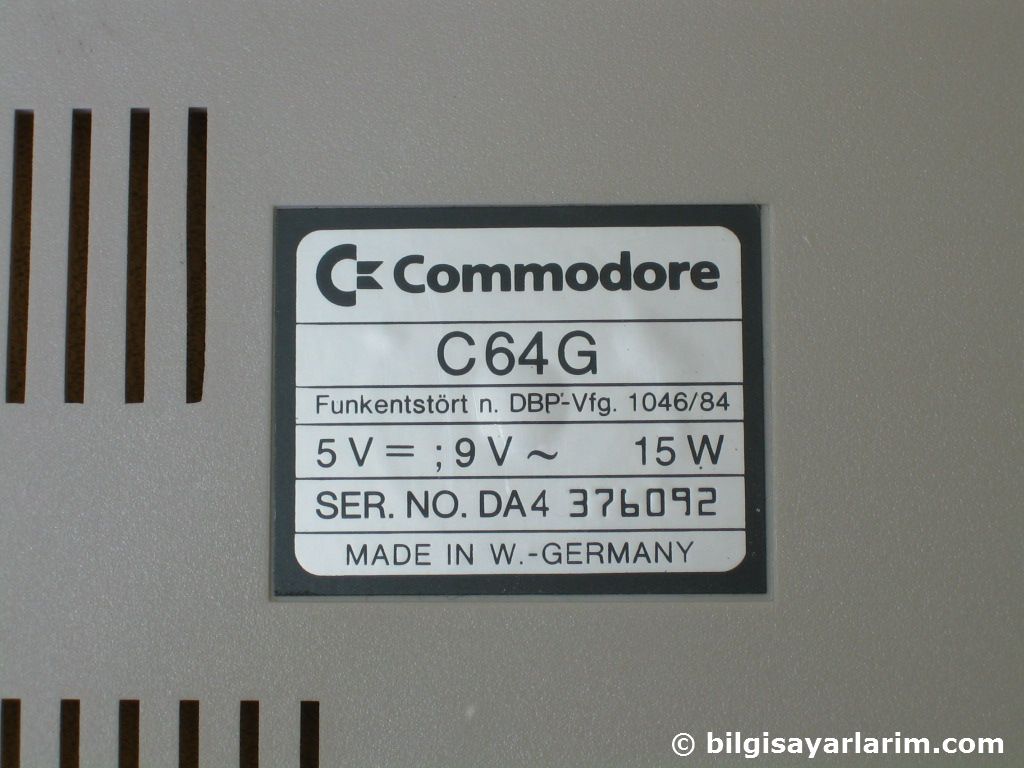 Commodore
C64G
Funkentstört n. DBP-Vfg. 1046/84
5 V = ; 9 V ~ 15 W
SER. NO. DA4 376092
MADE IN W.-GERMANY
© bilgisayarlarim.com